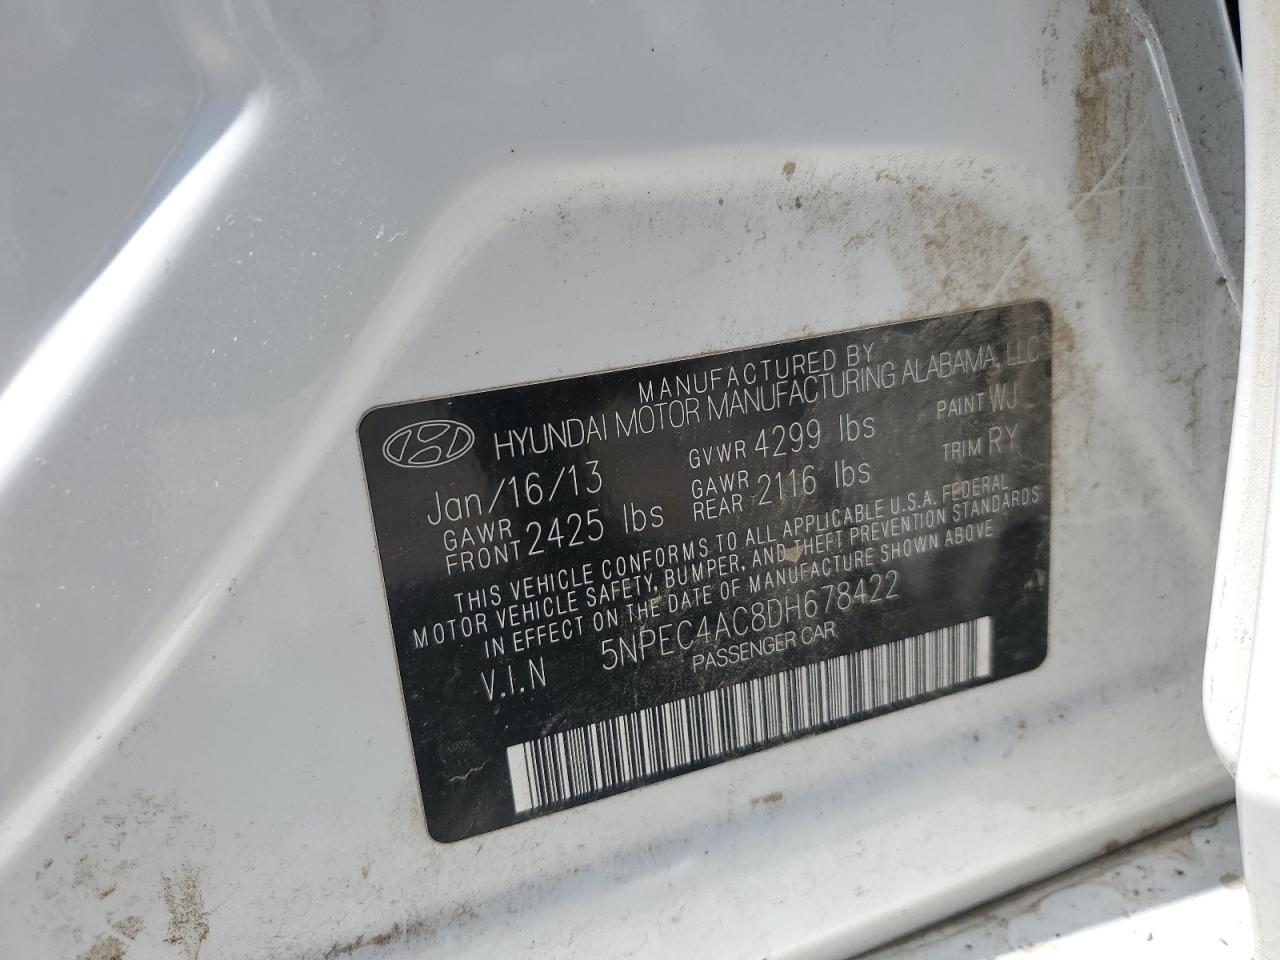 MANUFACTURED BY
HYUNDAI MOTOR MANUFACTURING ALABAMA, LLC
Jan/16/13 GVWR 4299 lbs PAINT WJ
GAWR FRONT 2425 lbs GAWR REAR 2116 lbs TRIM RY
THIS VEHICLE CONFORMS TO ALL APPLICABLE U.S.A. FEDERAL
MOTOR VEHICLE SAFETY, BUMPER, AND THEFT PREVENTION STANDARDS
IN EFFECT ON THE DATE OF MANUFACTURE SHOWN ABOVE
V.I.N 5NPEC4AC8DH678422
PASSENGER CAR